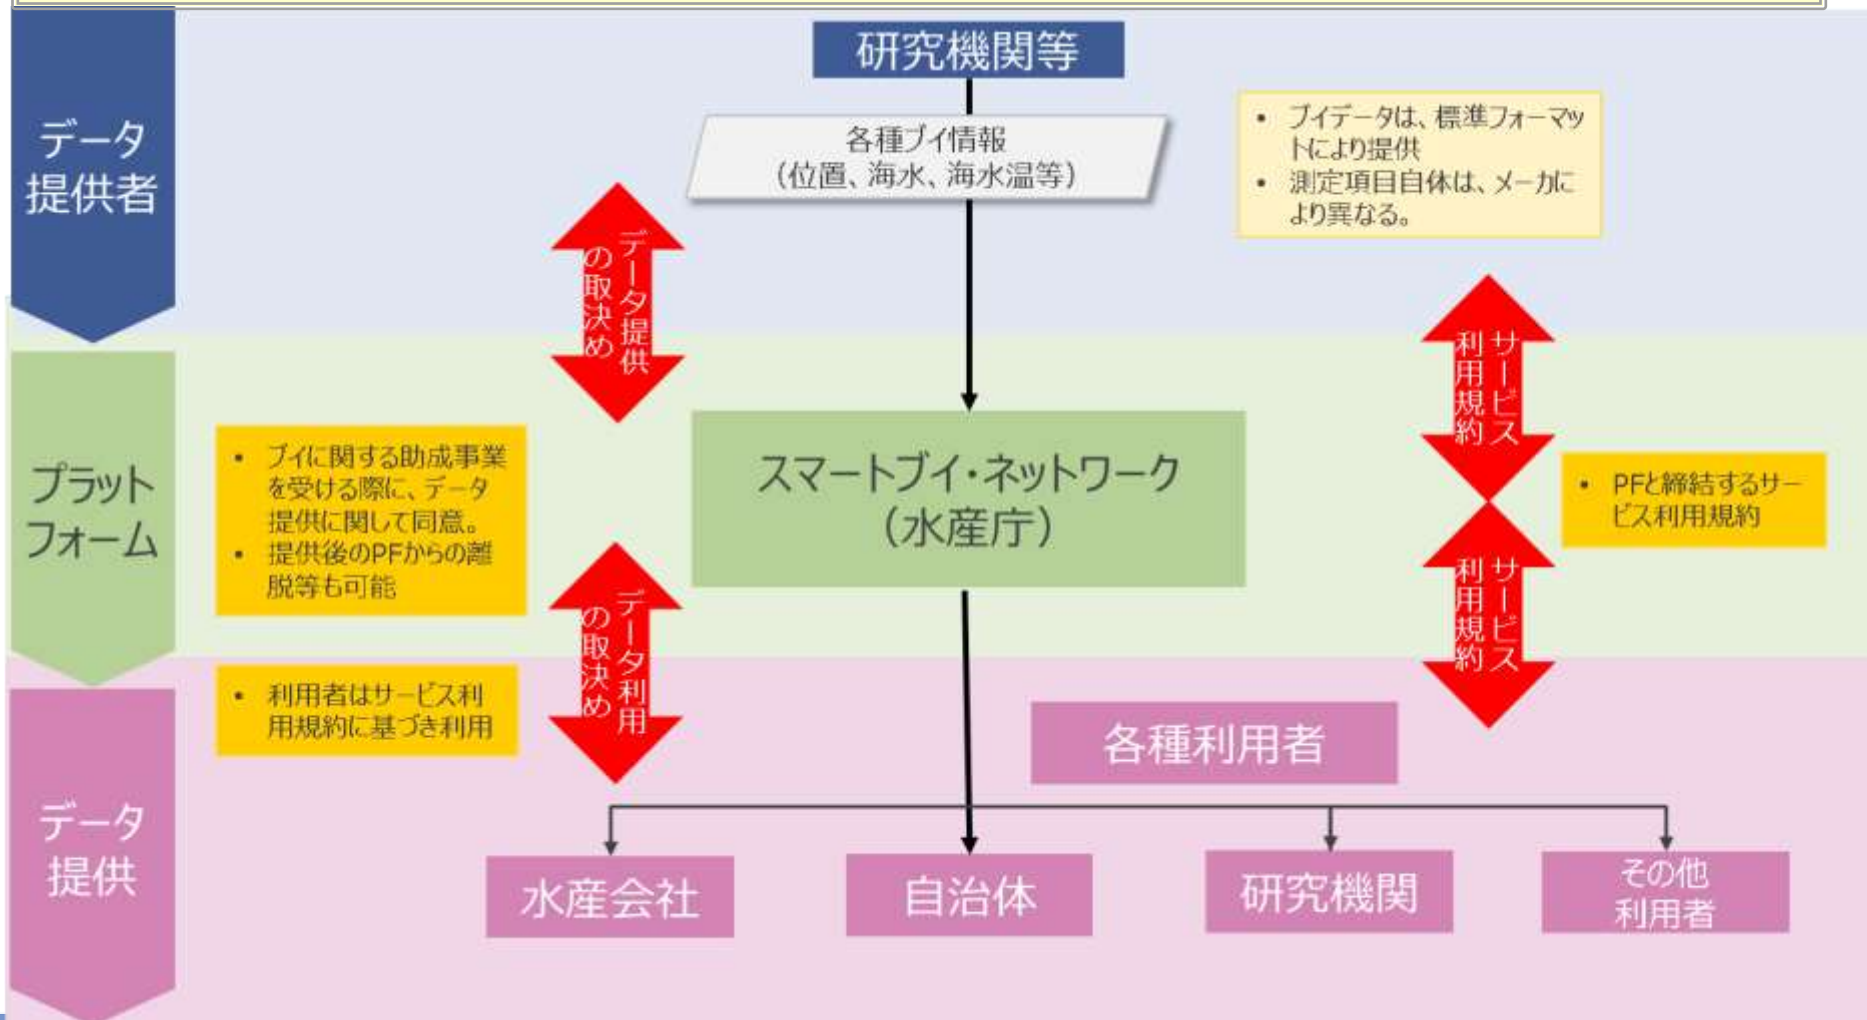 研究機関等
データ
提供者
各種ブイ情報
（位置、海水、海水温等）
• ブイデータは、標準フォーマッ
トにより提供
• 測定項目自体は、メーカに
より異なる。
データ提供
の取決め
サービス
利用規約
プラット
フォーム
• ブイに関する助成事業
を受ける際に、データ
提供に関して同意。
• 提供後のPFからの離
脱等も可能
スマートブイ・ネットワーク
（水産庁）
• PFと締結するサー
ビス利用規約
データ利用
の取決め
サービス
利用規約
• 利用者はサービス利
用規約に基づき利用
データ
提供
各種利用者
水産会社
自治体
研究機関
その他
利用者